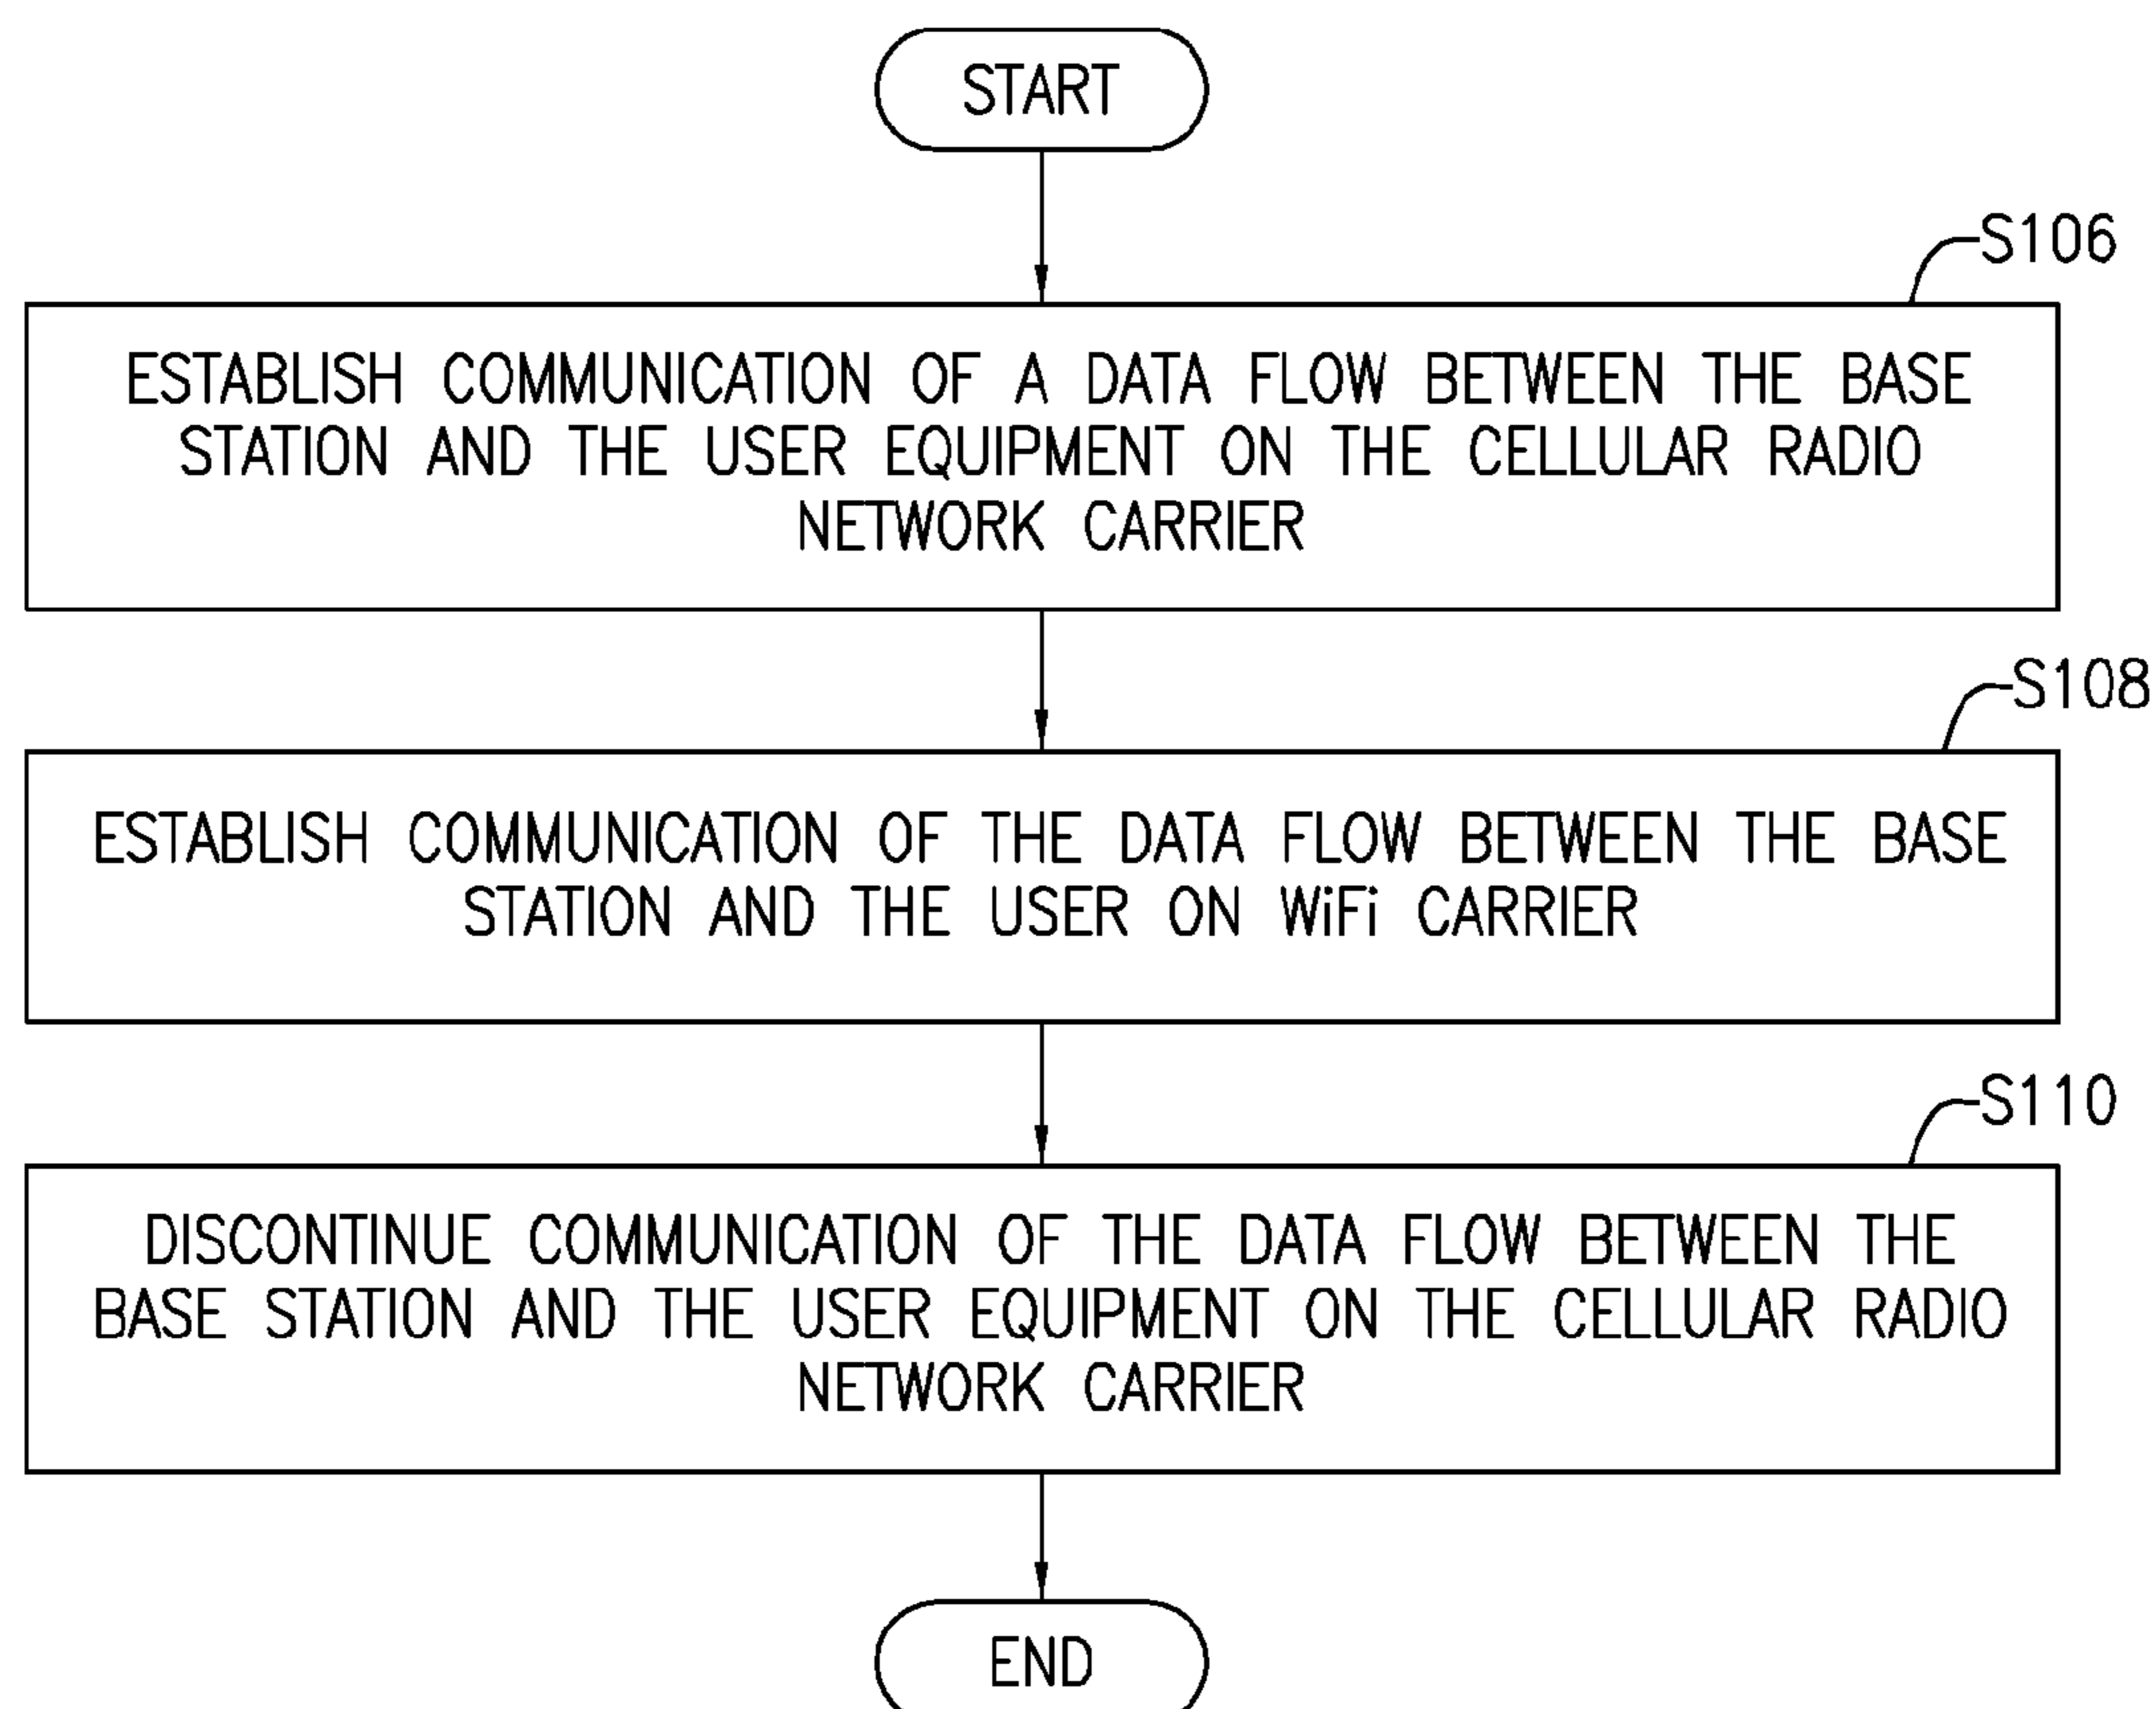 START
S106
ESTABLISH COMMUNICATION OF A DATA FLOW BETWEEN THE BASE
STATION AND THE USER EQUIPMENT ON THE CELLULAR RADIO
NETWORK CARRIER
S108
ESTABLISH COMMUNICATION OF THE DATA FLOW BETWEEN THE BASE
STATION AND THE USER ON WiFi CARRIER
S110
DISCONTINUE COMMUNICATION OF THE DATA FLOW BETWEEN THE
BASE STATION AND THE USER EQUIPMENT ON THE CELLULAR RADIO
NETWORK CARRIER
END